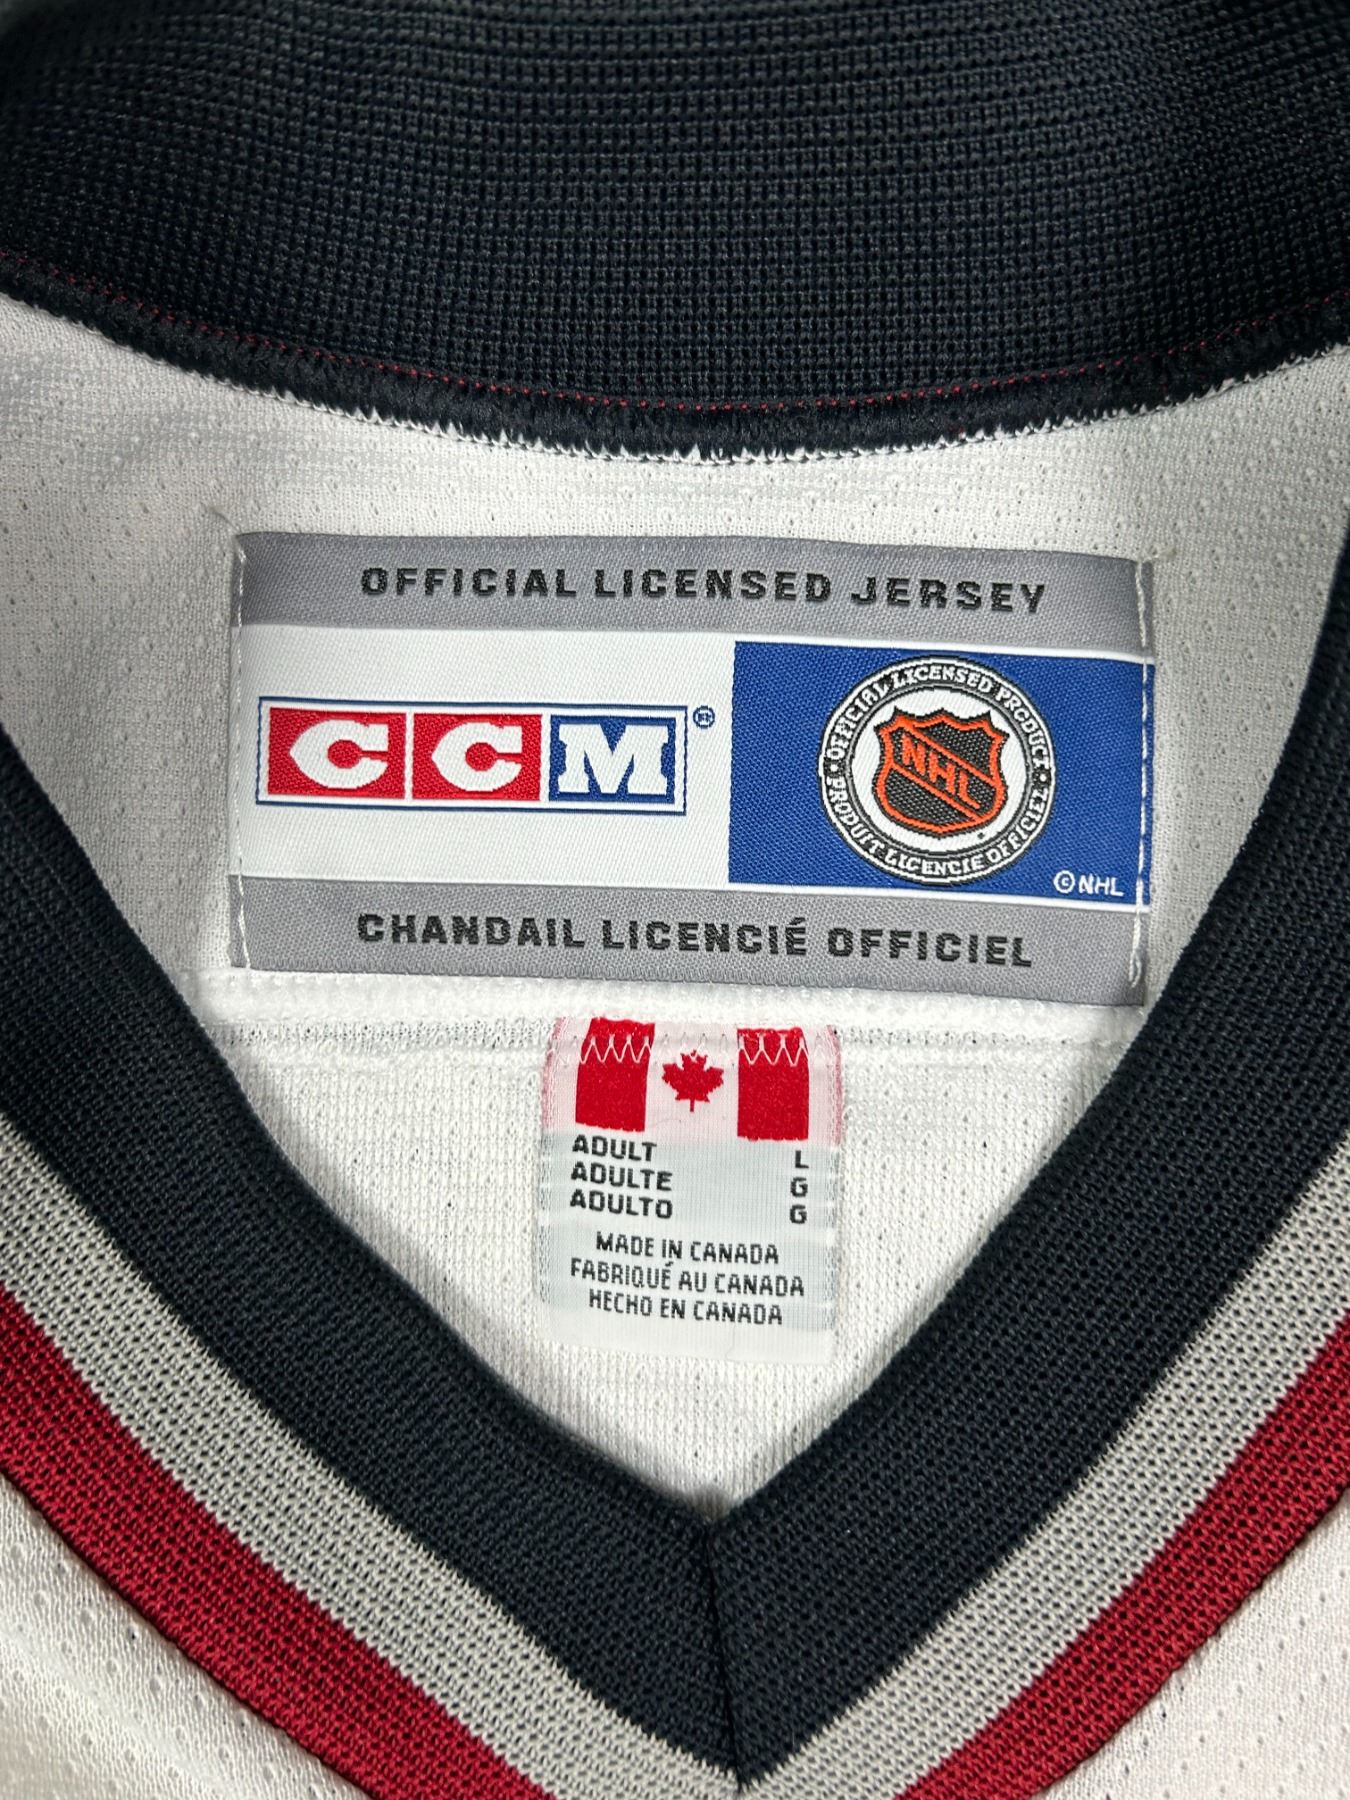 OFFICIAL LICENSED JERSEY
CCM®
OFFICIAL LICENSED PRODUCT
NHL
PRODUIT LICENCIE OFFICIEL
©NHL
CHANDAIL LICENCIÉ OFFICIEL
ADULT L
ADULTE G
ADULTO G
MADE IN CANADA
FABRIQUÉ AU CANADA
HECHO EN CANADA